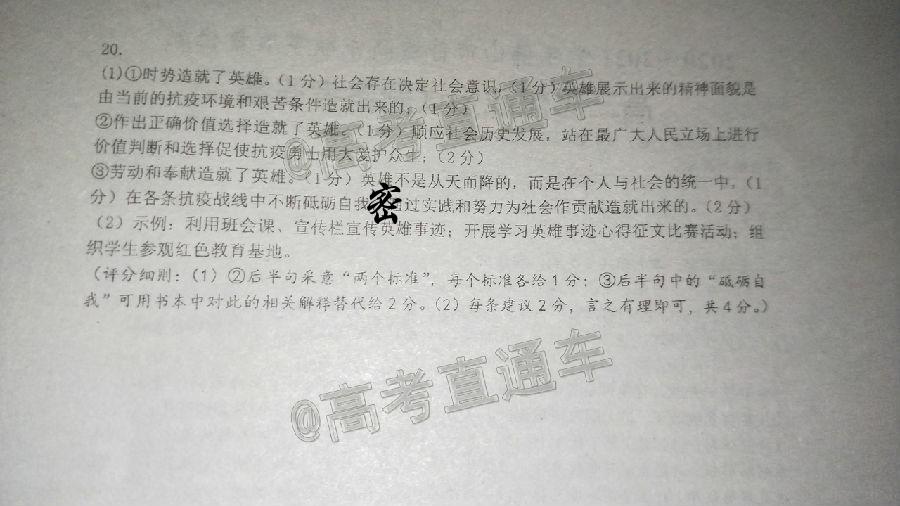 20.
(1)①时势造就了英雄。(1 分)社会存在决定社会意识,(1 分)英雄展示出来的精神面貌是
由当前的抗疫环境和艰苦条件造就出来的;(1 分)
②作出正确价值选择造就了英雄。(1 分)顺应社会历史发展,站在最广大人民立场上进行
价值判断和选择促使抗疫勇士用大爱护众生;(2 分)
③劳动和奉献造就了英雄。(1 分)英雄不是从天而降的,而是在个人与社会的统一中,(1
分)在各条抗疫战线中不断砥砺自我 过实践和努力为社会作贡献造就出来的。(2 分)
(2)示例:利用班会课、宣传栏宣传英雄事迹;开展学习英雄事迹心得征文比赛活动;组
织学生参观红色教育基地。
(评分细则:(1)②后半句采意“两个标准”,每个标准各给 1 分;③后半句中的“砥砺自
我”可用书本中对此的相关解释替代给 2 分。(2)每条建议 2 分,言之有理即可,共 4 分。)
@高考直通车
密
@高考直通车